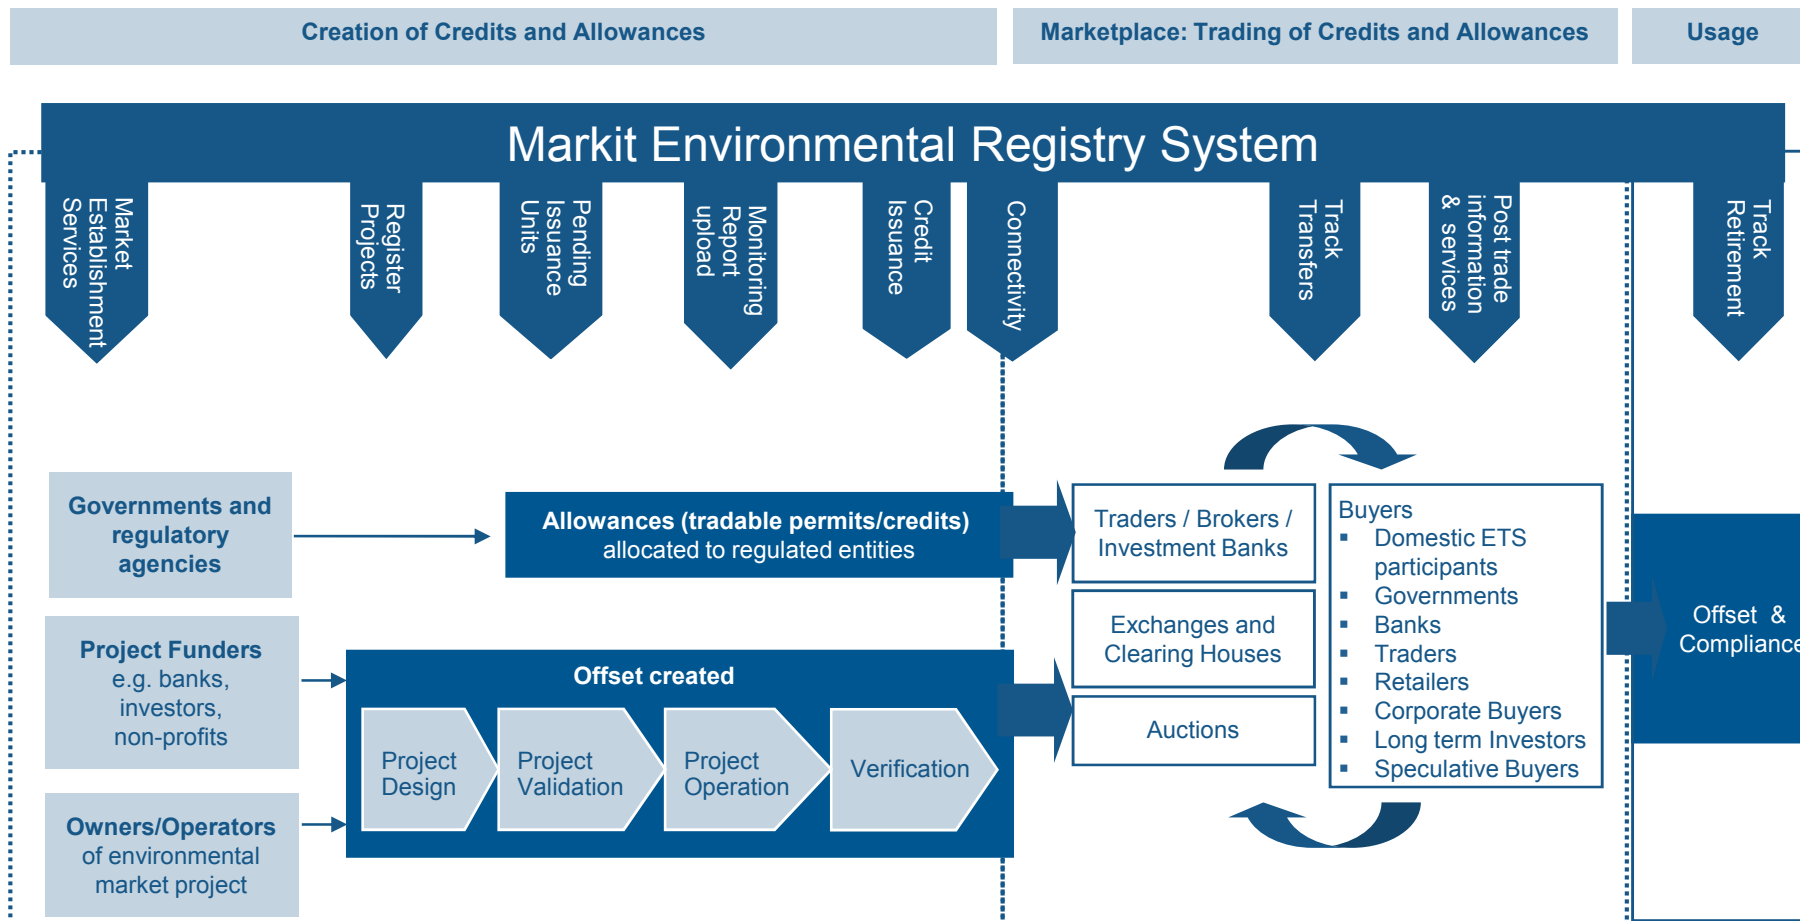 Creation of Credits and Allowances
Marketplace: Trading of Credits and Allowances
Usage
Markit Environmental Registry System
Market
Establishment
Services
Register
Projects
Pending
Issuance
Units
Monitoring
Report
upload
Credit
Issuance
Connectivity
Track
Transfers
Post trade
information
& services
Track
Retirement
Governments and
regulatory
agencies
Allowances (tradable permits/credits)
allocated to regulated entities
Project Funders
e.g. banks,
investors,
non-profits
Owners/Operators
of environmental
market project
Offset created
Project
Design
Project
Validation
Project
Operation
Verification
Traders / Brokers /
Investment Banks
Exchanges and
Clearing Houses
Auctions
Buyers
▪ Domestic ETS
participants
▪ Governments
▪ Banks
▪ Traders
▪ Retailers
▪ Corporate Buyers
▪ Long term Investors
▪ Speculative Buyers
Offset &
Compliance